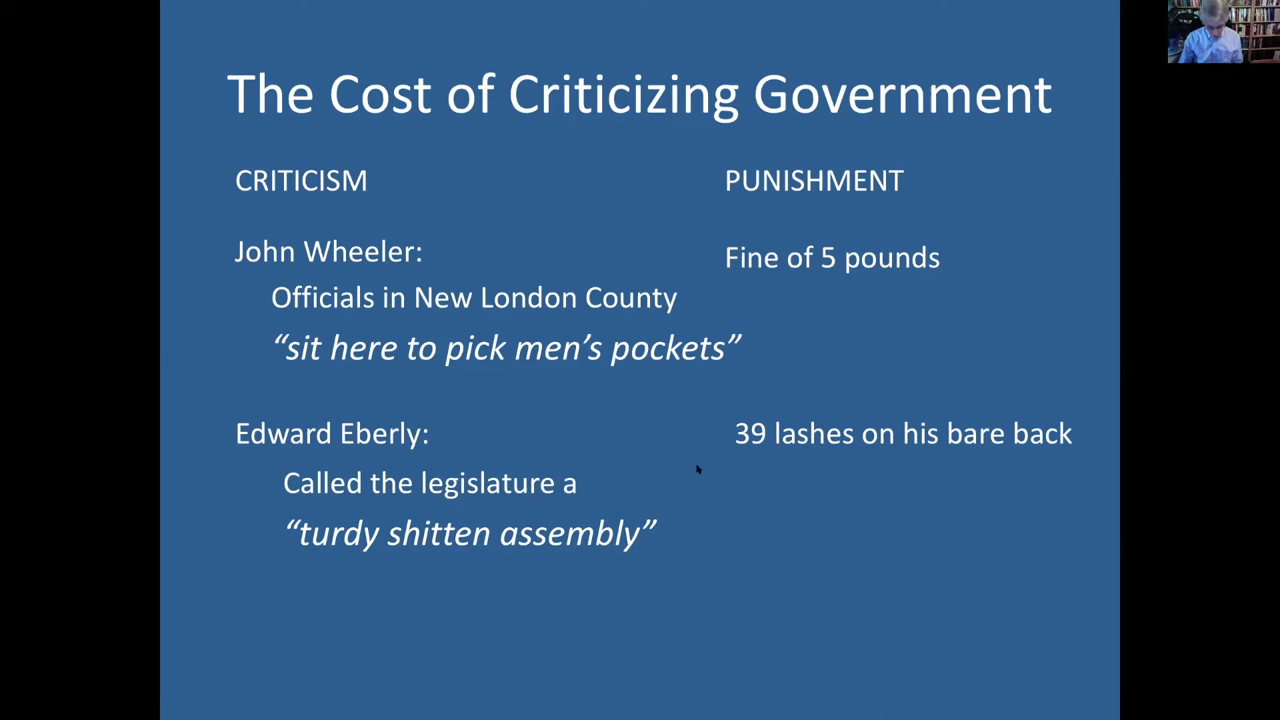 The Cost of Criticizing Government
CRITICISM
PUNISHMENT
John Wheeler:
Fine of 5 pounds
Officials in New London County
“sit here to pick men’s pockets”
Edward Eberly:
39 lashes on his bare back
Called the legislature a
“turdy shitten assembly”